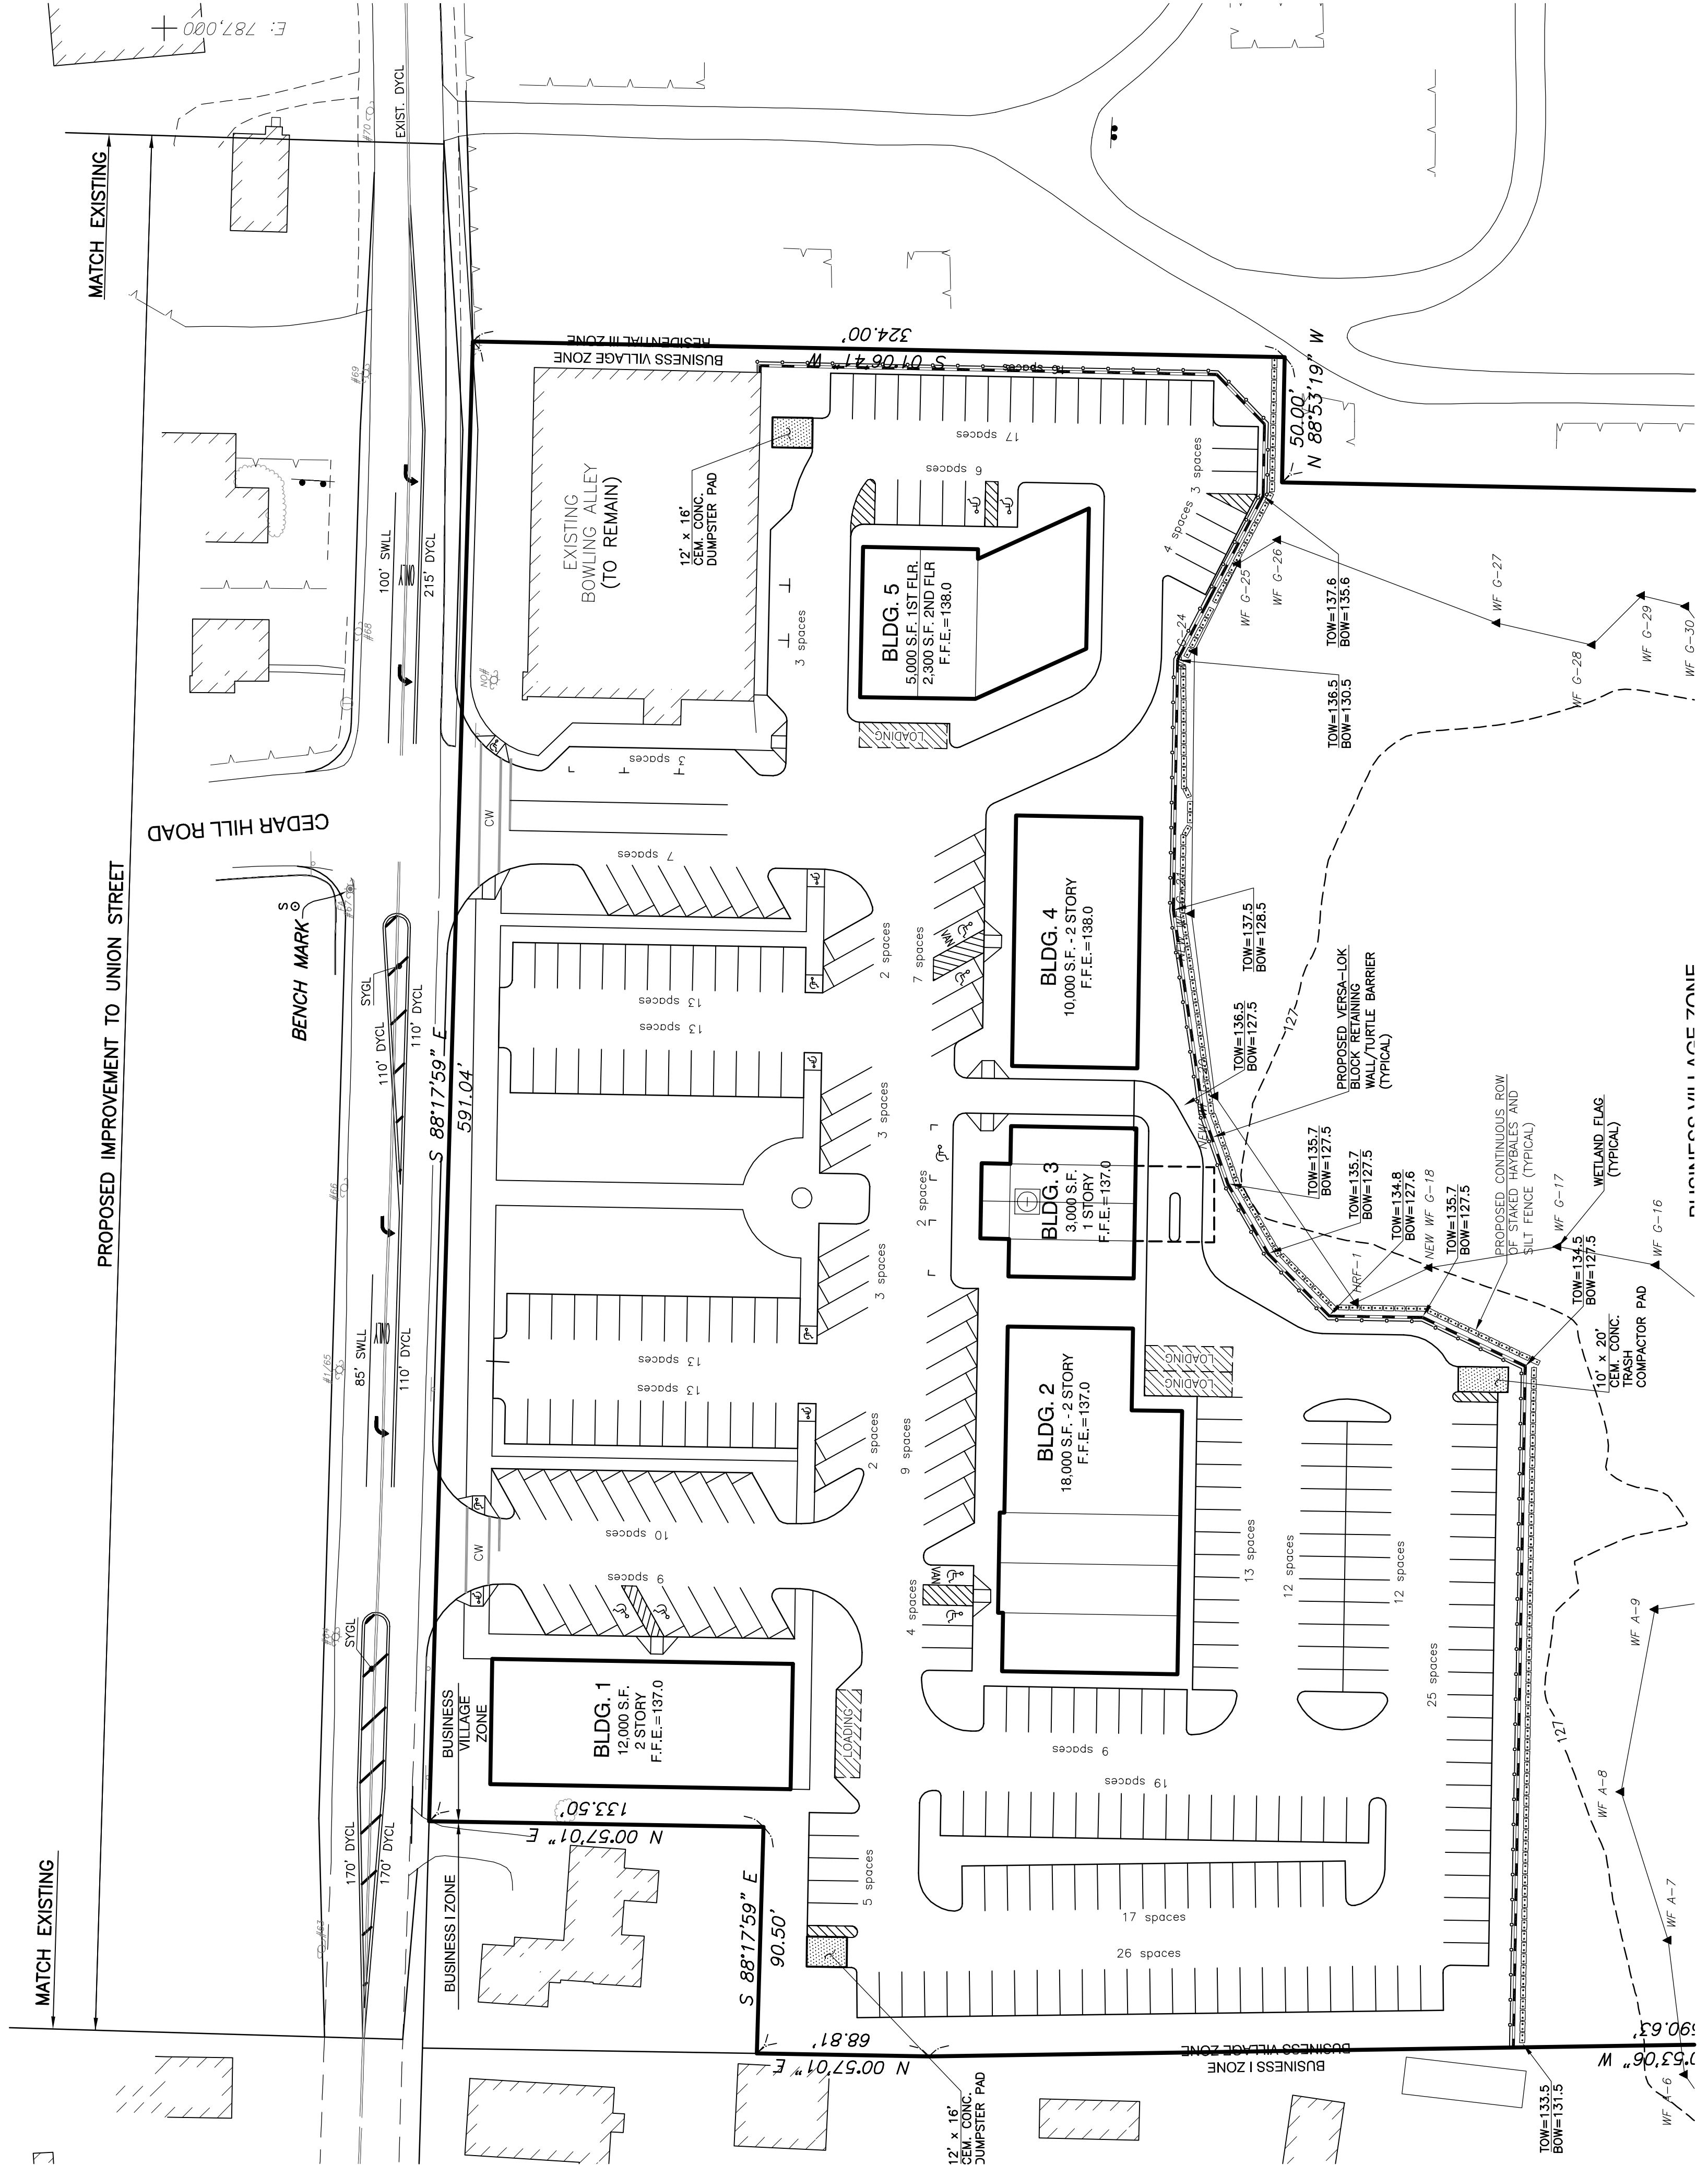 E: 787,000
MATCH EXISTING
EXIST. DYCL
#70
PROPOSED IMPROVEMENT TO UNION STREET
#69
RESIDENTIAL III ZONE
BUSINESS VILLAGE ZONE
324.00'
S 01°06'41" W
50.00'
N 88°53'19" W
100' SWLL
ONLY
215' DYCL
#68
EXISTING
BOWLING ALLEY
(TO REMAIN)
12' x 16'
CEM. CONC.
DUMPSTER PAD
17 spaces
6 spaces
3 spaces
4 spaces
3 spaces
3 spaces
BLDG. 5
5,000 S.F. 1ST FLR.
2,300 S.F. 2ND FLR
F.F.E.=138.0
LOADING
WF G-25
WF G-26
WF G-27
WF G-28
WF G-29
WF G-30
TOW=137.6
BOW=135.6
TOW=136.5
BOW=130.5
CEDAR HILL ROAD
BENCH MARK
S
CW
7 spaces
SYGL
110' DYCL
110' DYCL
S 88°17'59" E
591.04'
13 spaces
13 spaces
2 spaces
7 spaces
VAN
3 spaces
BLDG. 4
10,000 S.F. - 2 STORY
F.F.E.=138.0
TOW=137.5
BOW=128.5
TOW=136.5
BOW=127.5
127
PROPOSED VERSA-LOK
BLOCK RETAINING
WALL/TURTLE BARRIER
(TYPICAL)
#66
3 spaces
2 spaces
BLDG. 3
3,000 S.F.
1 STORY
F.F.E.=137.0
TOW=135.7
BOW=127.5
TOW=135.7
BOW=127.5
TOW=134.8
BOW=127.6
NEW WF G-18
TOW=135.7
BOW=127.5
PROPOSED CONTINUOUS ROW
OF STAKED HAYBALES AND
SILT FENCE (TYPICAL)
WETLAND FLAG
(TYPICAL)
WF G-17
WF G-16
HRF-1
TOW=134.5
BOW=127.5
10' x 20'
CEM. CONC.
TRASH
COMPACTOR PAD
#1/65
85' SWLL
ONLY
110' DYCL
13 spaces
13 spaces
2 spaces
9 spaces
BLDG. 2
18,000 S.F. - 2 STORY
F.F.E.=137.0
LOADING
LOADING
10 spaces
CW
9 spaces
VAN
4 spaces
13 spaces
12 spaces
12 spaces
25 spaces
#64
SYGL
170' DYCL
170' DYCL
BUSINESS
VILLAGE
ZONE
BLDG. 1
12,000 S.F.
2 STORY
F.F.E.=137.0
LOADING
9 spaces
19 spaces
17 spaces
26 spaces
5 spaces
133.50'
N 00°57'01" E
BUSINESS I ZONE
S 88°17'59" E
90.50'
MATCH EXISTING
#63
68.81'
N 00°57'01" E
12' x 16'
CEM. CONC.
DUMPSTER PAD
BUSINESS VILLAGE ZONE
BUSINESS I ZONE
TOW=133.5
BOW=131.5
127
WF A-9
WF A-8
WF A-7
WF A-6